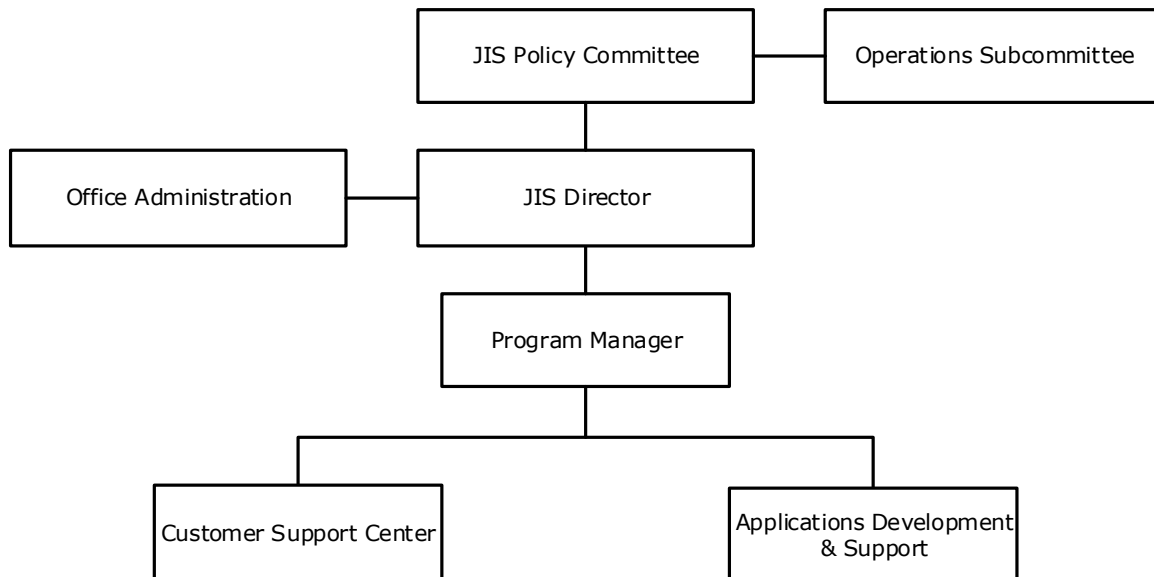 JIS Policy Committee
Operations Subcommittee
Office Administration
JIS Director
Program Manager
Customer Support Center
Applications Development
& Support